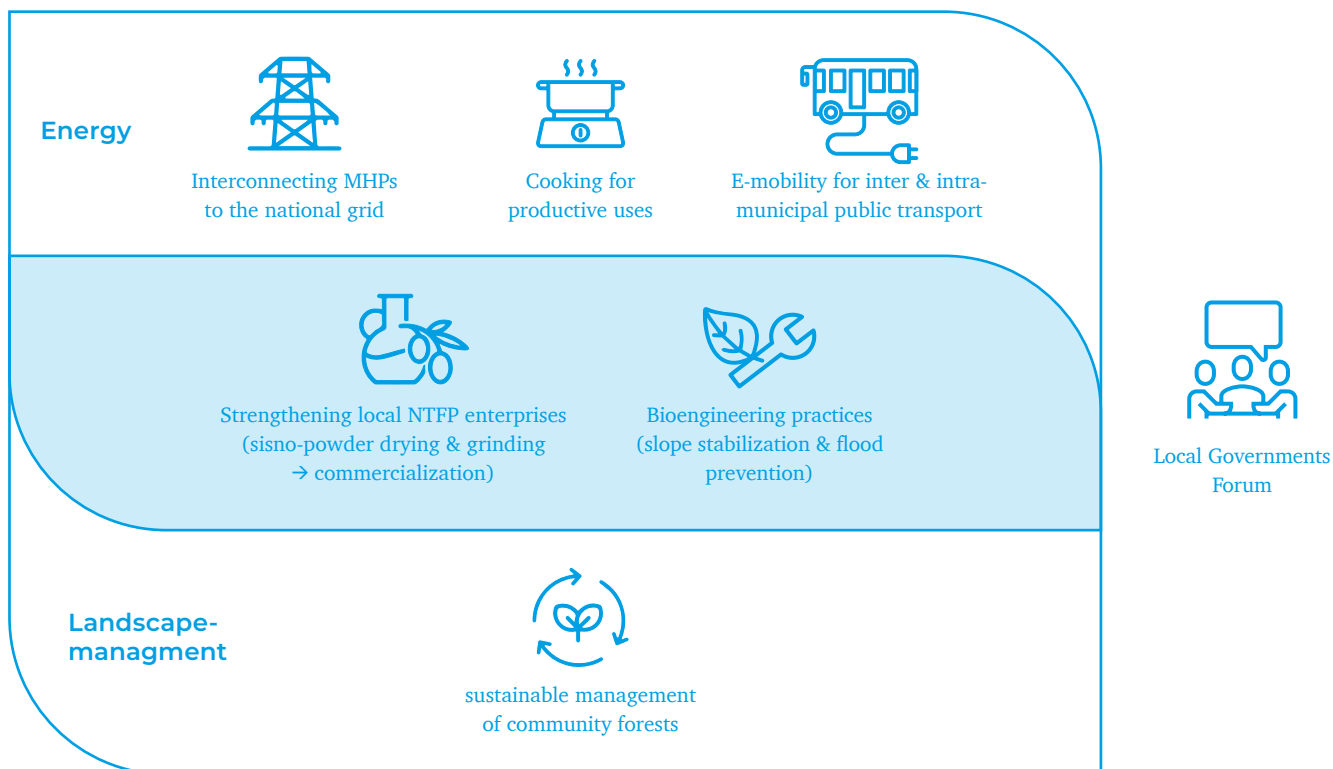 Energy
Interconnecting MHPs
to the national grid
Cooking for
productive uses
E-mobility for inter & intra-
municipal public transport
Strengthening local NTFP enterprises
(sisno-powder drying & grinding
→ commercialization)
Bioengineering practices
(slope stabilization & flood
prevention)
Local Governments
Forum
Landscape-
managment
sustainable management
of community forests